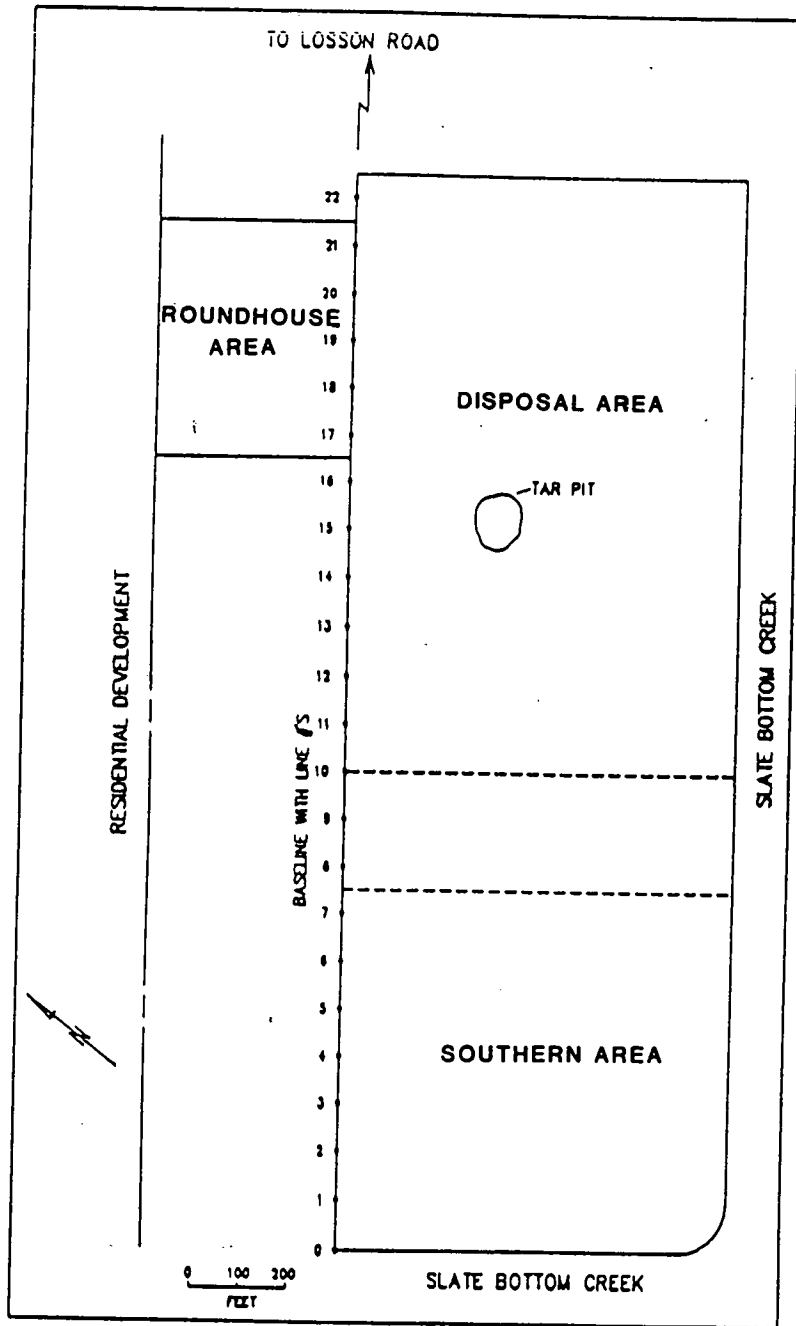 TO LOSSON ROAD
22
21
20
ROUNDHOUSE
AREA
19
18
17
16
15
14
13
12
11
10
9
8
7
6
5
4
3
2
1
0
DISPOSAL AREA
TAR PIT
RESIDENTIAL DEVELOPMENT
BASELINE WITH LINE #'S
SLATE BOTTOM CREEK
SOUTHERN AREA
N
0 100 200
FEET
SLATE BOTTOM CREEK